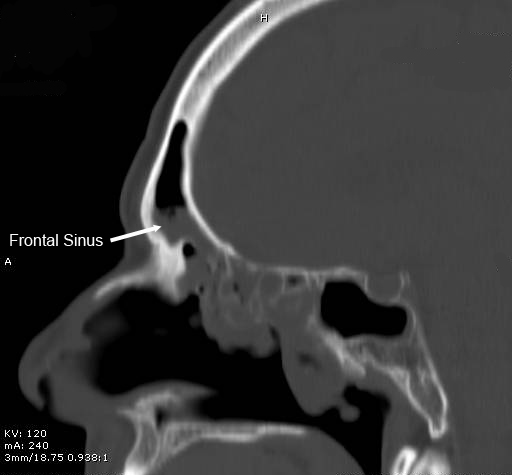 H
Frontal Sinus
A
KV: 120
mA: 240
3mm/18.75 0.938:1